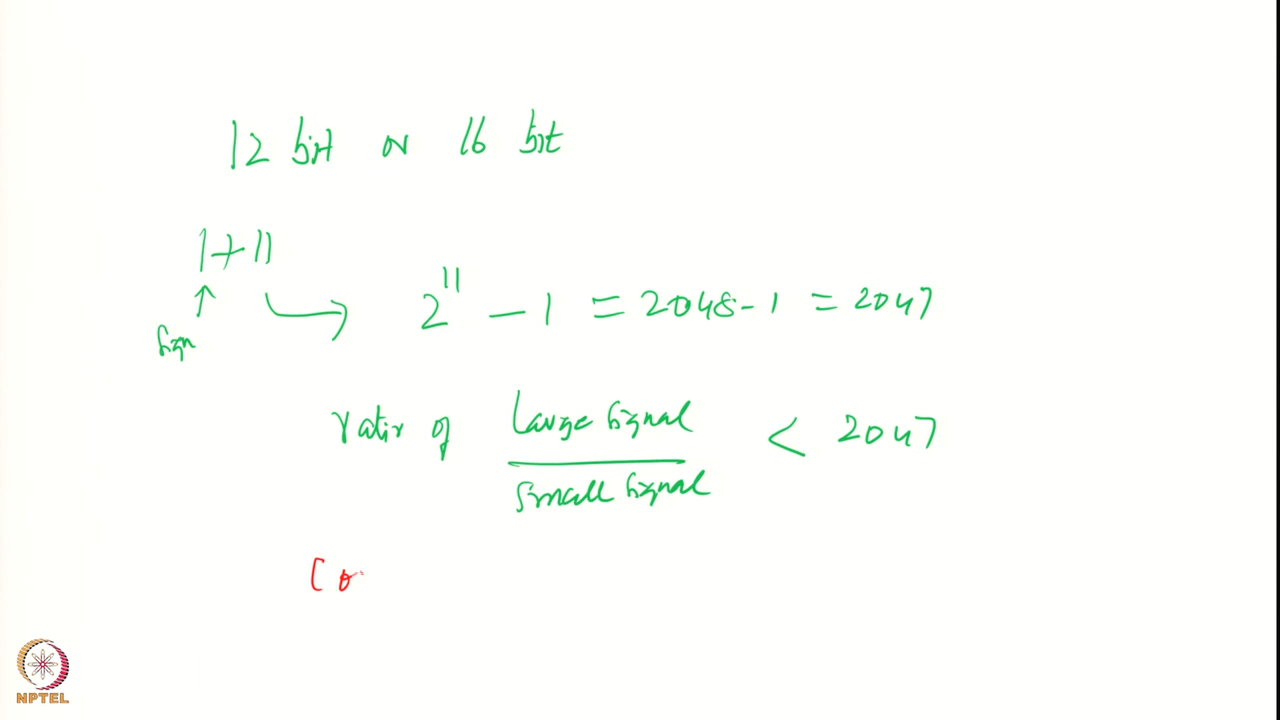 12 bit or 16 bit
1+11
2^11 - 1 = 2048 - 1 = 2047
Sign
ratio of Large Signal / Small Signal < 2047
NPTEL